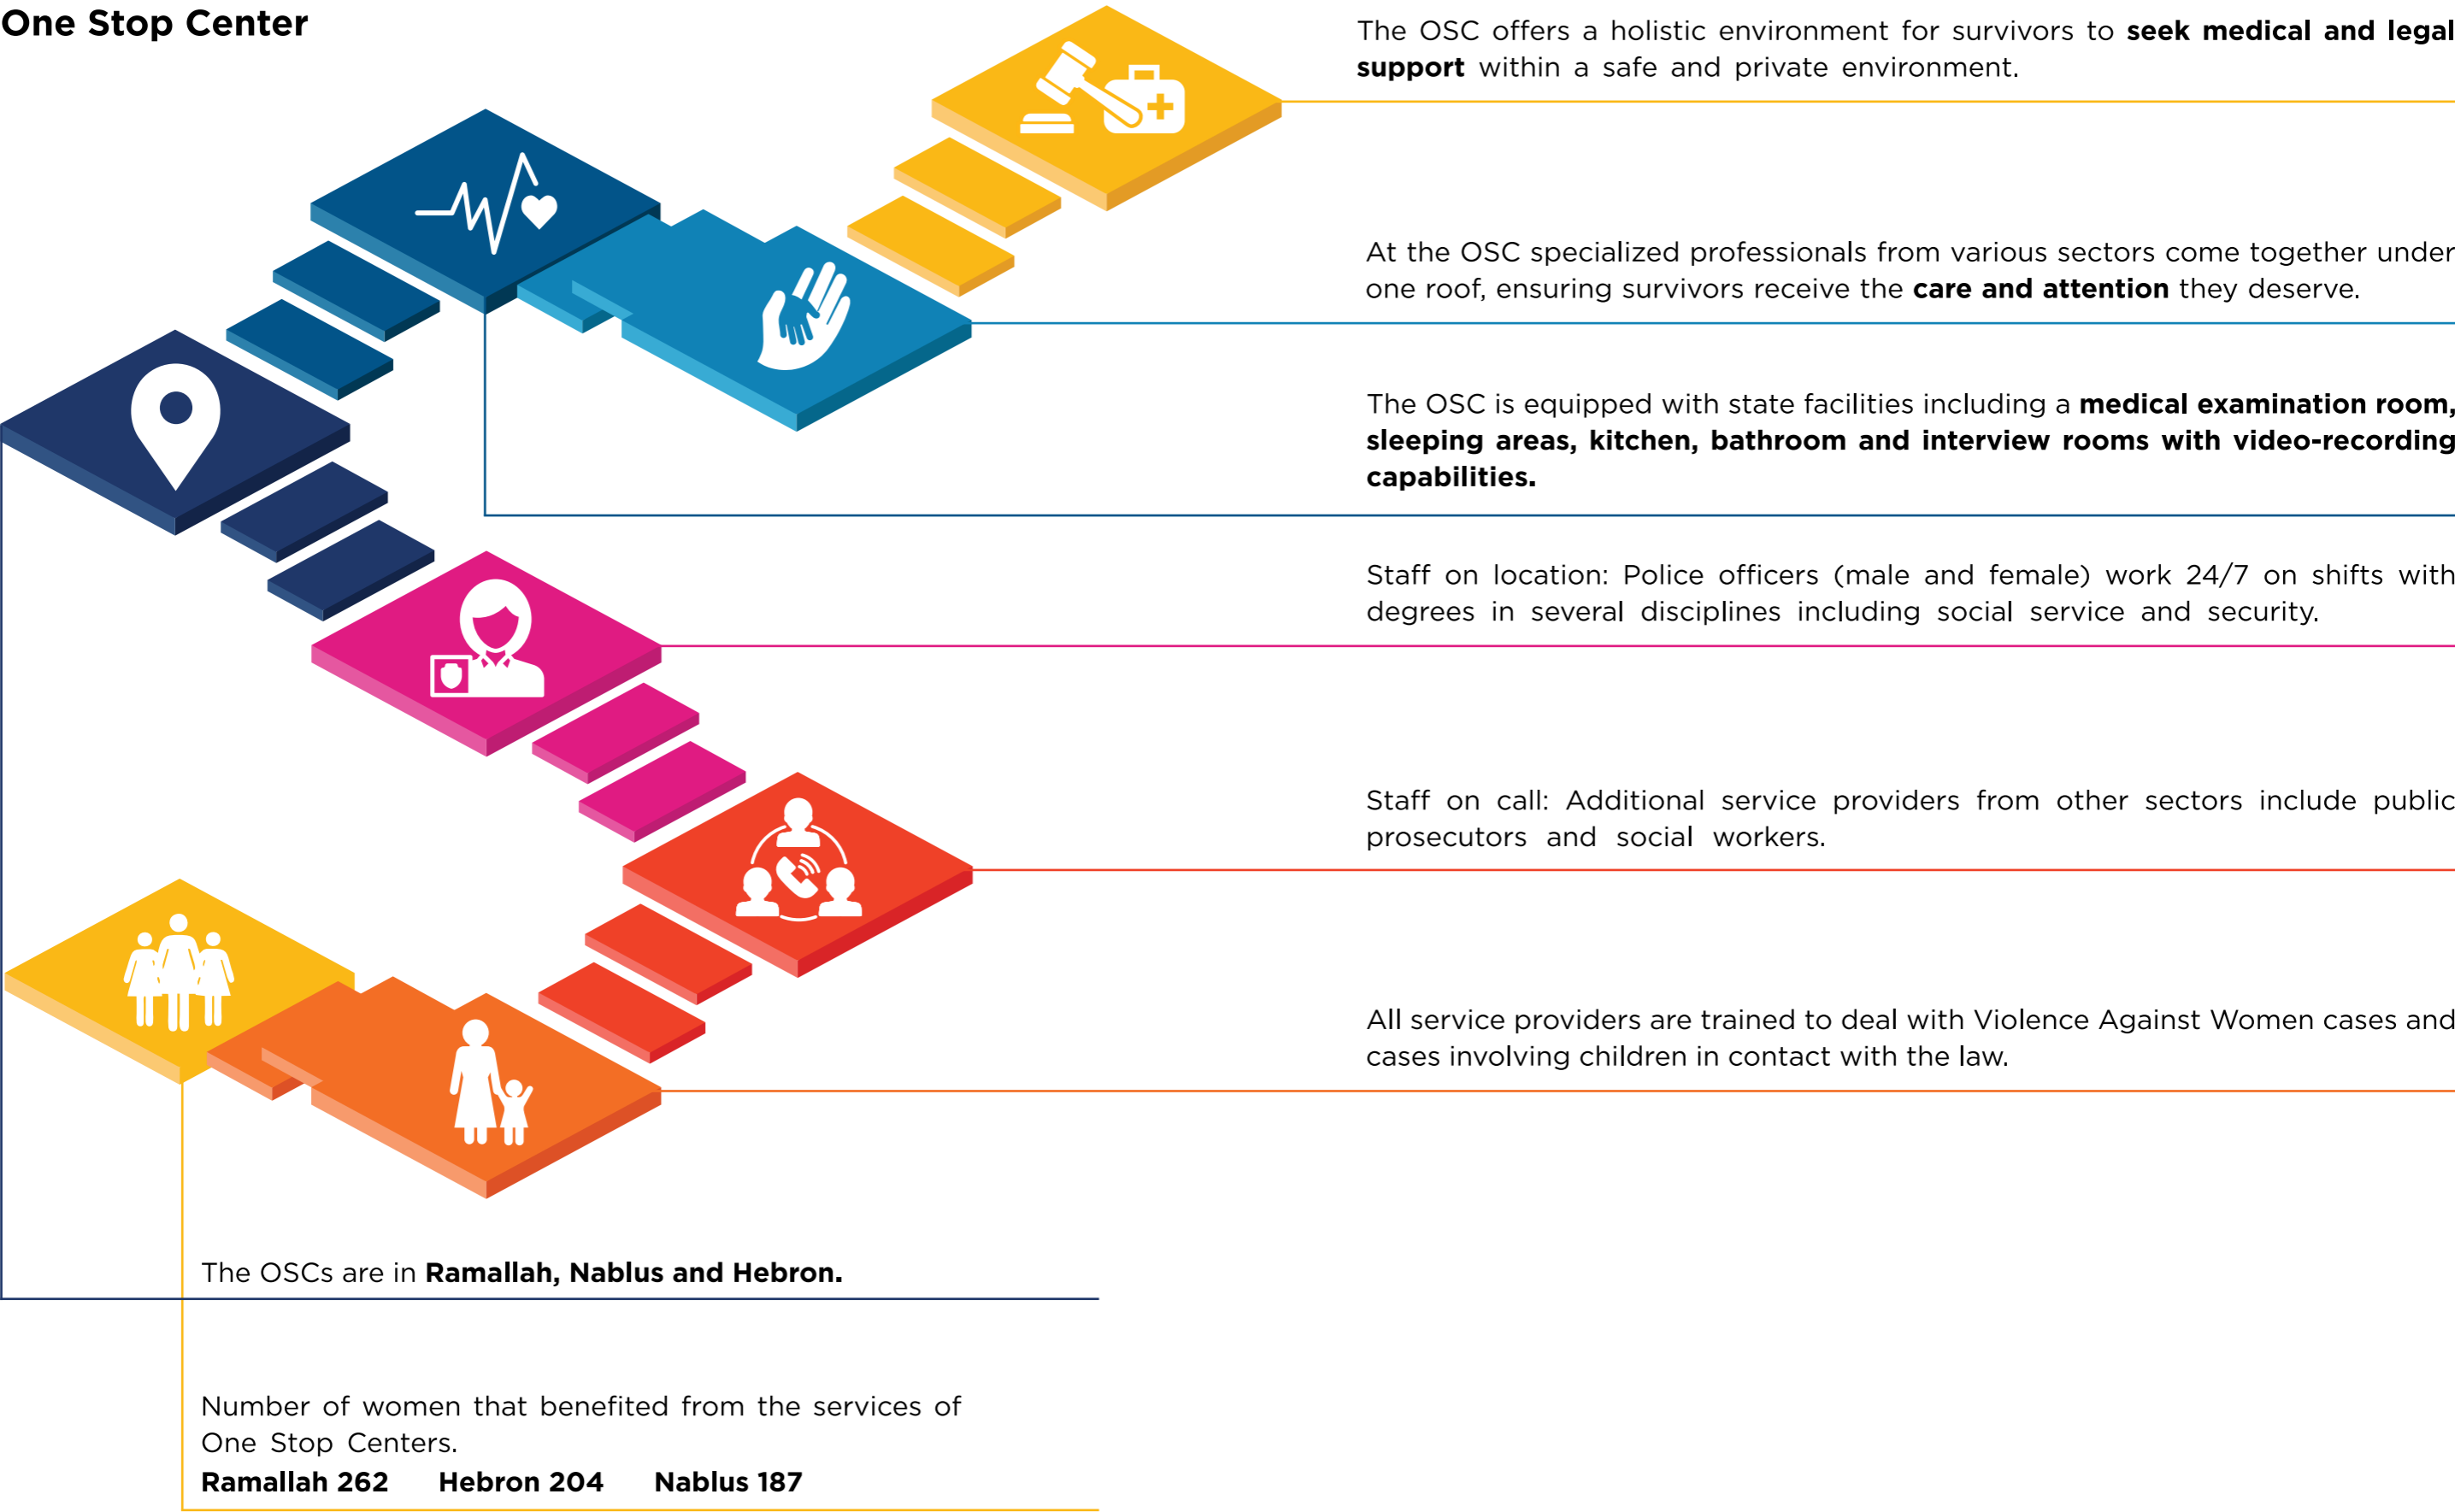 One Stop Center
The OSC offers a holistic environment for survivors to seek medical and legal
support within a safe and private environment.
At the OSC specialized professionals from various sectors come together under
one roof, ensuring survivors receive the care and attention they deserve.
The OSC is equipped with state facilities including a medical examination room,
sleeping areas, kitchen, bathroom and interview rooms with video-recording
capabilities.
Staff on location: Police officers (male and female) work 24/7 on shifts with
degrees in several disciplines including social service and security.
Staff on call: Additional service providers from other sectors include public
prosecutors and social workers.
All service providers are trained to deal with Violence Against Women cases and
cases involving children in contact with the law.
The OSCs are in Ramallah, Nablus and Hebron.
Number of women that benefited from the services of
One Stop Centers.
Ramallah 262 Hebron 204 Nablus 187